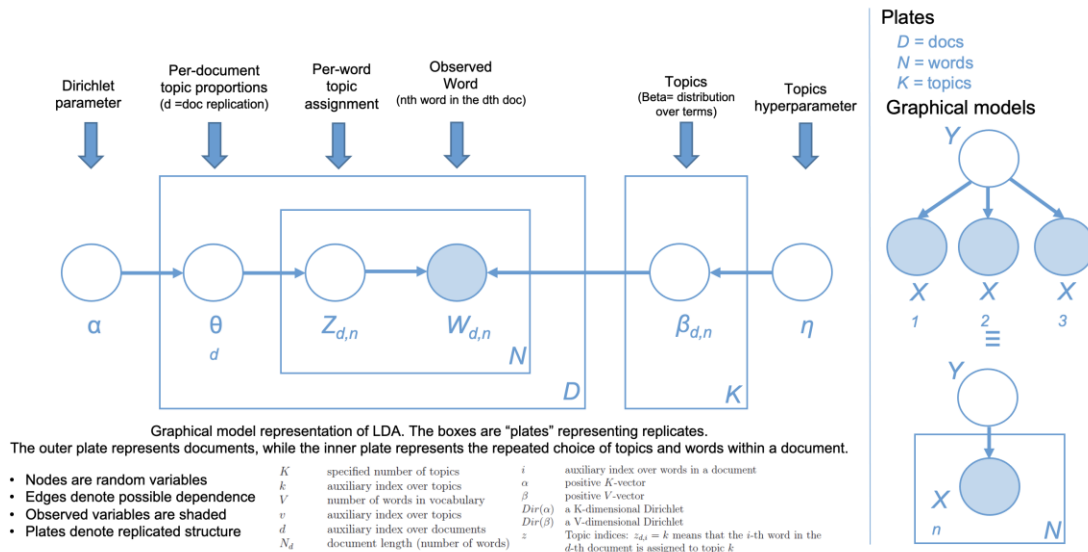 Dirichlet
parameter
Per-document
topic proportions
(d =doc replication)
Per-word
topic
assignment
Observed
Word
(nth word in the dth doc)
Topics
(Beta= distribution
over terms)
Topics
hyperparameter
α
θ
d
Z d,n
W d,n
N
D
β d,n
K
η
Graphical model representation of LDA. The boxes are “plates” representing replicates.
The outer plate represents documents, while the inner plate represents the repeated choice of topics and words within a document.
• Nodes are random variables
• Edges denote possible dependence
• Observed variables are shaded
• Plates denote replicated structure
K specified number of topics
k auxiliary index over topics
V number of words in vocabulary
v auxiliary index over topics
d auxiliary index over documents
N_d document length (number of words)
i auxiliary index over words in a document
α positive K-vector
β positive V-vector
Dir(α) a K-dimensional Dirichlet
Dir(β) a V-dimensional Dirichlet
z Topic indices: z_d,i = k means that the i-th word in the
d-th document is assigned to topic k
Plates
D = docs
N = words
K = topics
Graphical models
Y
X X X
1 2 3
≡
Y
X
n
N